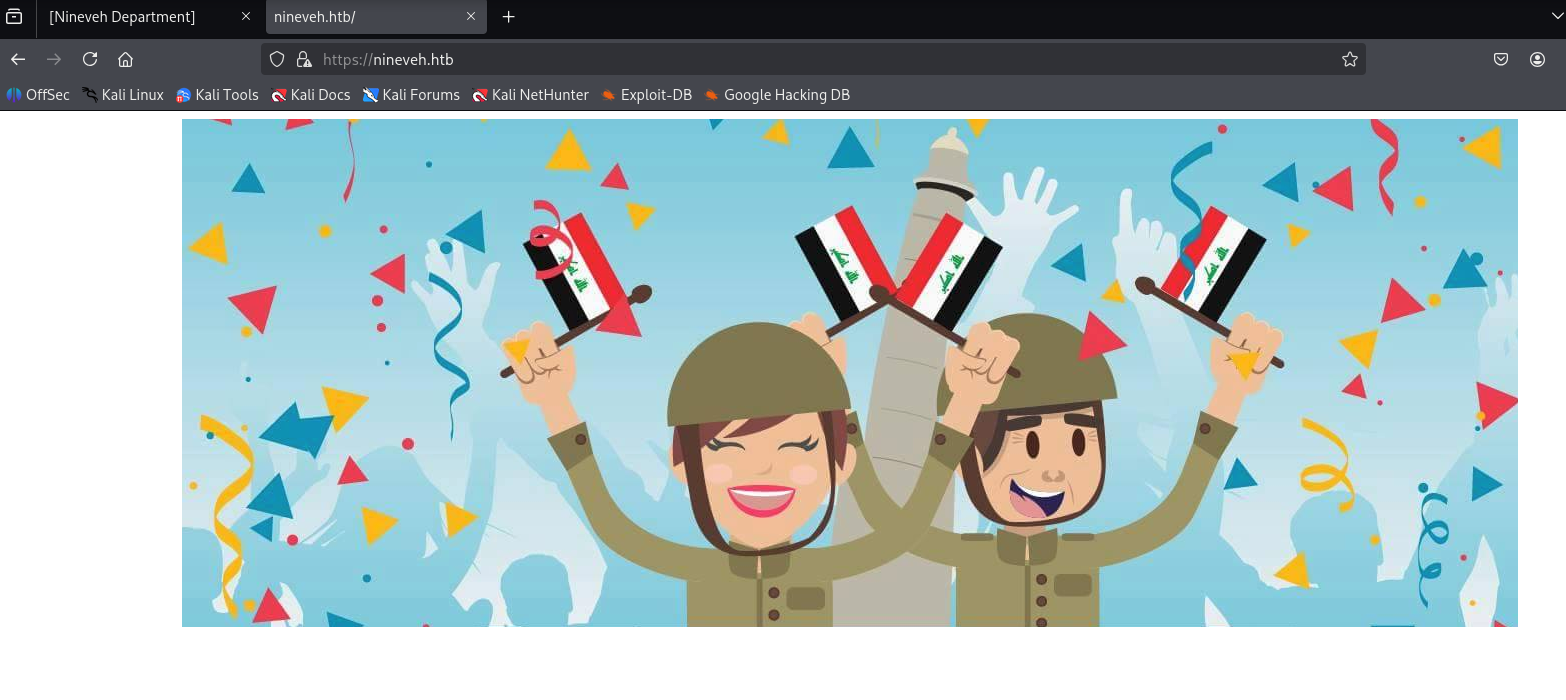 [Nineveh Department]
nineveh.htb/
https://nineveh.htb
OffSec Kali Linux Kali Tools Kali Docs Kali Forums Kali NetHunter Exploit-DB Google Hacking DB